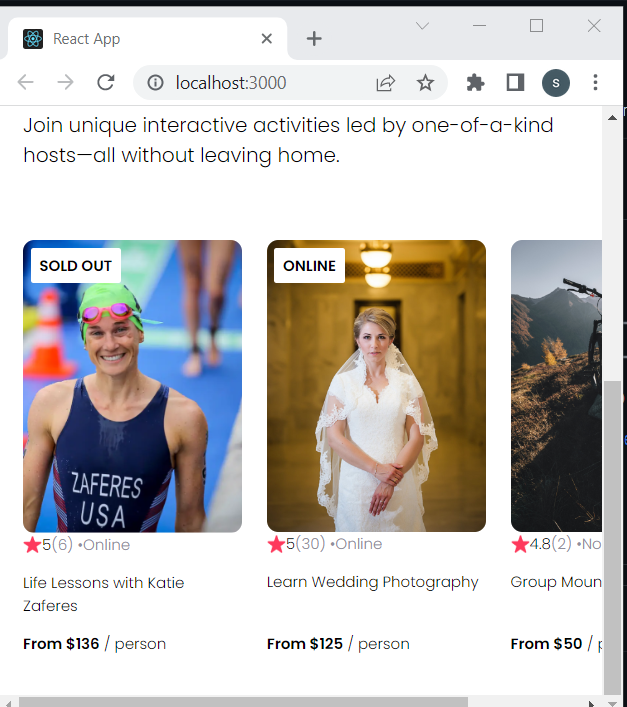 React App
localhost:3000
s
Join unique interactive activities led by one-of-a-kind
hosts—all without leaving home.
SOLD OUT
ONLINE
ZAFERES
USA
5(6) •Online
5(30) •Online
4.8(2) •No
Life Lessons with Katie
Zaferes
Learn Wedding Photography
Group Moun
From $136 / person
From $125 / person
From $50 / p